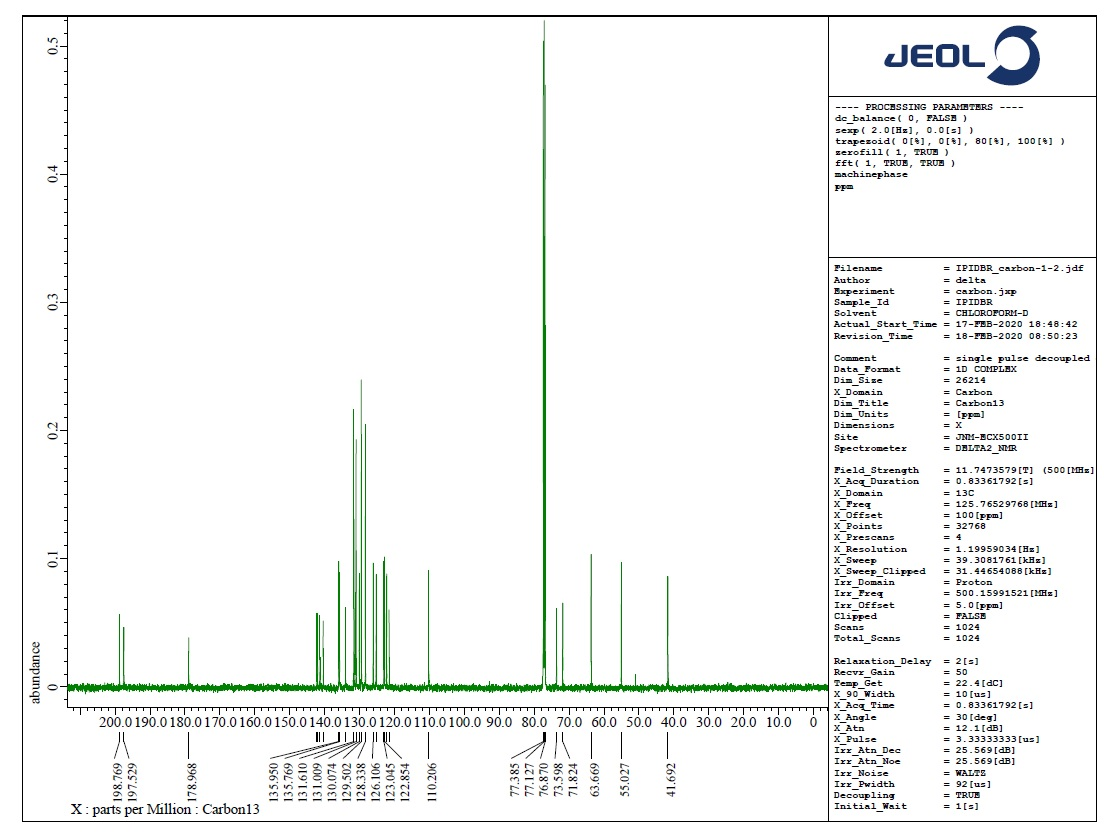 JEOL
---- PROCESSING PARAMETERS ----
dc_balance( 0, FALSE )
sexp( 2.0[Hz], 0.0[s] )
trapezoid( 0[%], 0[%], 80[%], 100[%] )
zerofill( 1, TRUE )
fft( 1, TRUE, TRUE )
machinephase
ppm
Filename = IPIDBR_carbon-1-2.jdf
Author = delta
Experiment = carbon.jxp
Sample_Id = IPIDBR
Solvent = CHLOROFORM-D
Actual_Start_Time = 17-FEB-2020 18:48:42
Revision_Time = 18-FEB-2020 08:50:23
Comment = single pulse decoupled
Data_Format = 1D COMPLEX
Dim_Size = 26214
X_Domain = Carbon
Dim_Title = Carbon13
Dim_Units = [ppm]
Dimensions = X
Site = JNM-ECX500II
Spectrometer = DELTA2_NMR
Field_Strength = 11.7473579[T] (500[MHz]
X_Acq_Duration = 0.83361792[s]
X_Domain = 13C
X_Freq = 125.76529768[MHz]
X_Offset = 100[ppm]
X_Points = 32768
X_Prescans = 4
X_Resolution = 1.19959034[Hz]
X_Sweep = 39.3081761[kHz]
X_Sweep_Clipped = 31.44654088[kHz]
Irr_Domain = Proton
Irr_Freq = 500.15991521[MHz]
Irr_Offset = 5.0[ppm]
Clipped = FALSE
Scans = 1024
Total_Scans = 1024
Relaxation_Delay = 2[s]
Recvr_Gain = 50
Temp_Get = 22.4[dC]
X_90_Width = 10[us]
X_Acq_Time = 0.83361792[s]
X_Angle = 30[deg]
X_Atn = 12.1[dB]
X_Pulse = 3.33333333[us]
Irr_Atn_Dec = 25.569[dB]
Irr_Atn_Noe = 25.569[dB]
Irr_Noise = WALTZ
Irr_Pwidth = 92[us]
Decoupling = TRUE
Initial_Wait = 1[s]
abundance
0.5
0.4
0.3
0.2
0.1
0
200.0 190.0 180.0 170.0 160.0 150.0 140.0 130.0 120.0 110.0 100.0 90.0 80.0 70.0 60.0 50.0 40.0 30.0 20.0 10.0 0
198.769
197.529
178.968
135.950
135.769
131.610
131.009
130.074
129.502
128.338
126.106
123.045
122.854
110.206
77.385
77.127
76.870
73.598
71.824
63.669
55.027
41.692
X : parts per Million : Carbon13